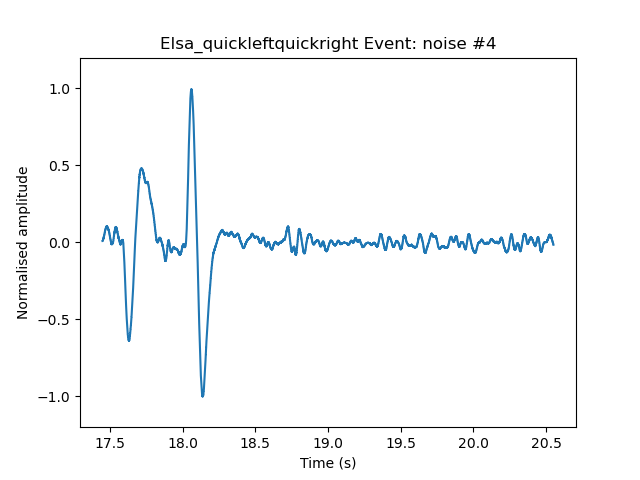 Elsa_quickleftquickright Event: noise #4
Normalised amplitude
1.0
0.5
0.0
−0.5
−1.0
17.5 18.0 18.5 19.0 19.5 20.0 20.5
Time (s)